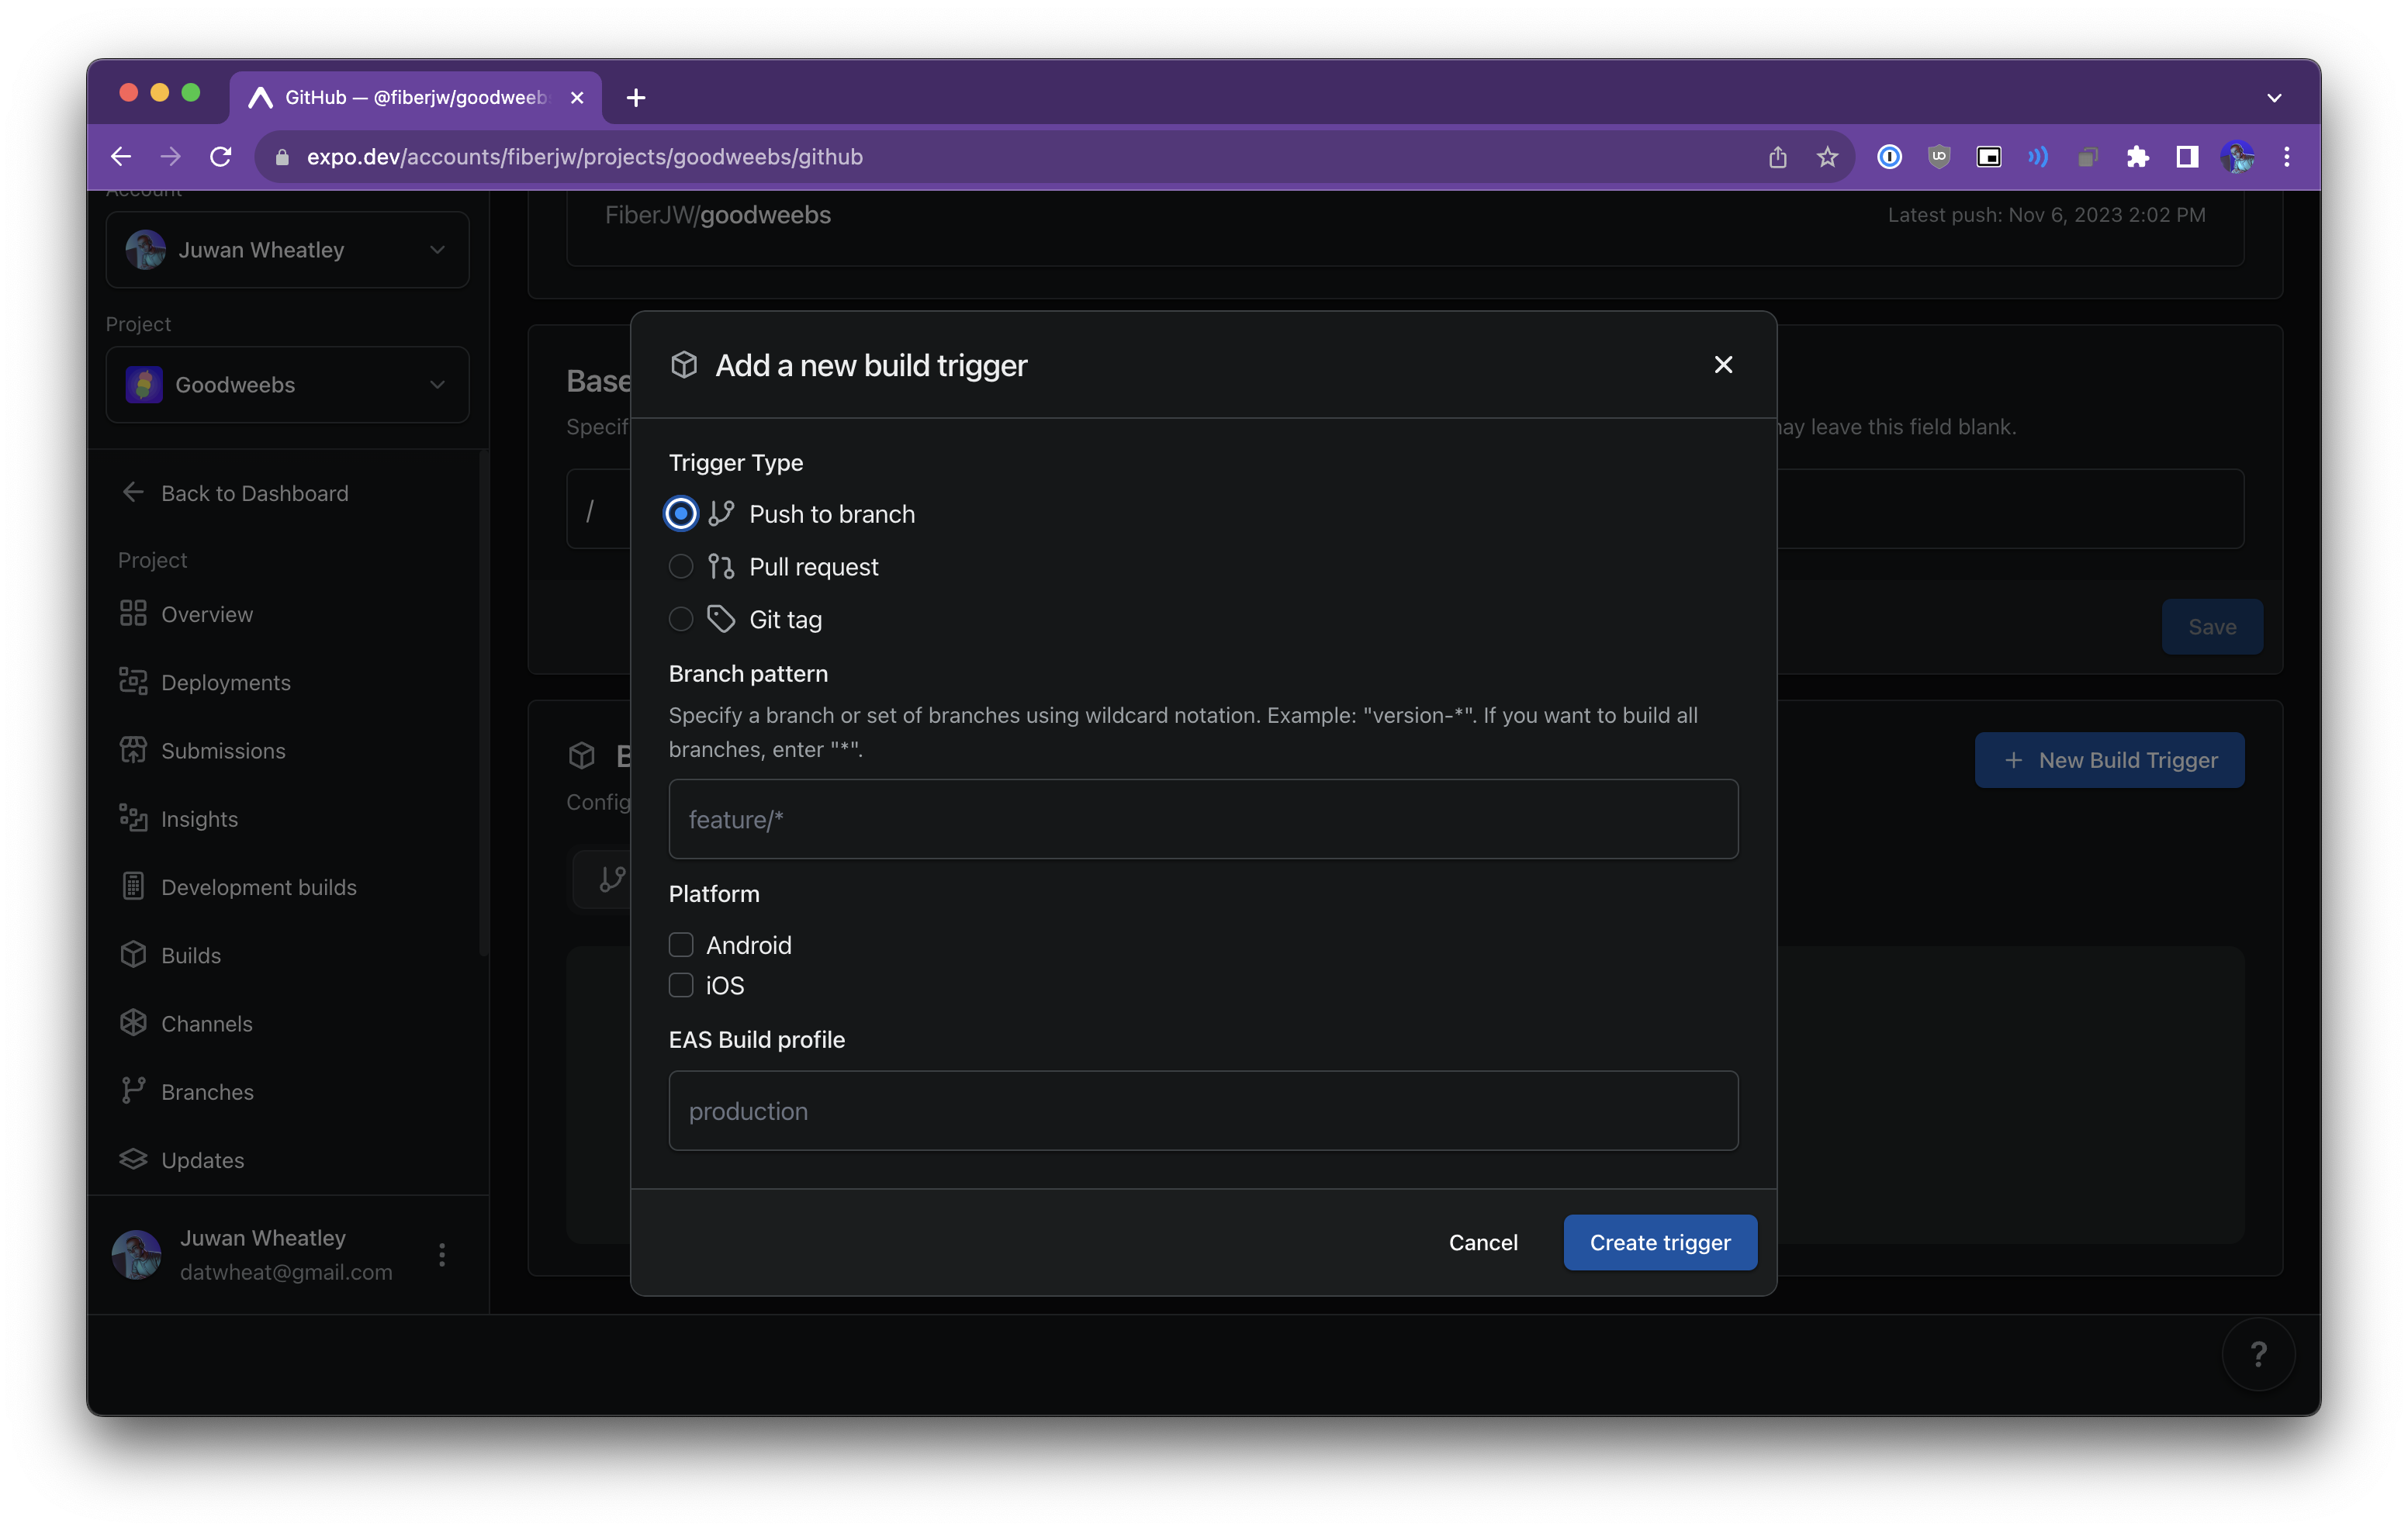 GitHub — @fiberjw/goodweebs
expo.dev/accounts/fiberjw/projects/goodweebs/github
Account
Juwan Wheatley
Project
Goodweebs
Back to Dashboard
Project
Overview
Deployments
Submissions
Insights
Development builds
Builds
Channels
Branches
Updates
Juwan Wheatley
datwheat@gmail.com
FiberJW/goodweebs
Latest push: Nov 6, 2023 2:02 PM
Base
may leave this field blank.
/
Save
New Build Trigger
Add a new build trigger
Trigger Type
Push to branch
Pull request
Git tag
Branch pattern
Specify a branch or set of branches using wildcard notation. Example: "version-*". If you want to build all
branches, enter "*".
feature/*
Platform
Android
iOS
EAS Build profile
production
Cancel
Create trigger
?